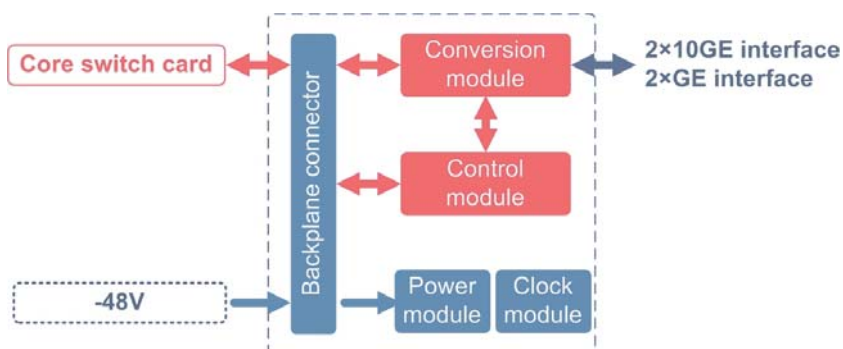 Core switch card
Backplane connector
Conversion
module
2×10GE interface
2×GE interface
Control
module
-48V
Power
module
Clock
module